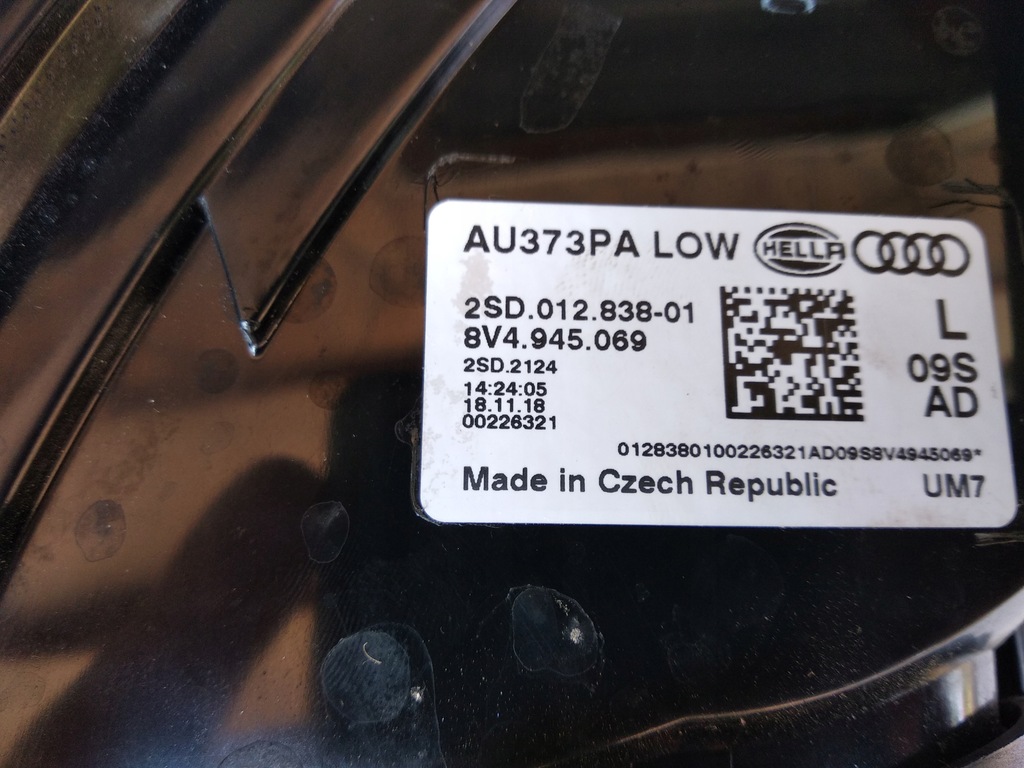 AU373PA LOW HELLA
2SD.012.838-01
8V4.945.069
2SD.2124
14:24:05
18.11.18
00226321
L
09S
AD
0128380100226321AD09S8V4945069*
Made in Czech Republic UM7